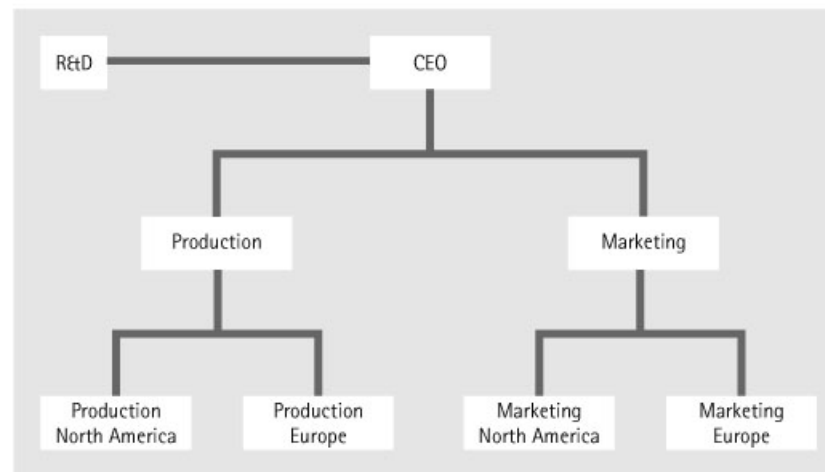 R&D
CEO
Production
Marketing
Production
North America
Production
Europe
Marketing
North America
Marketing
Europe